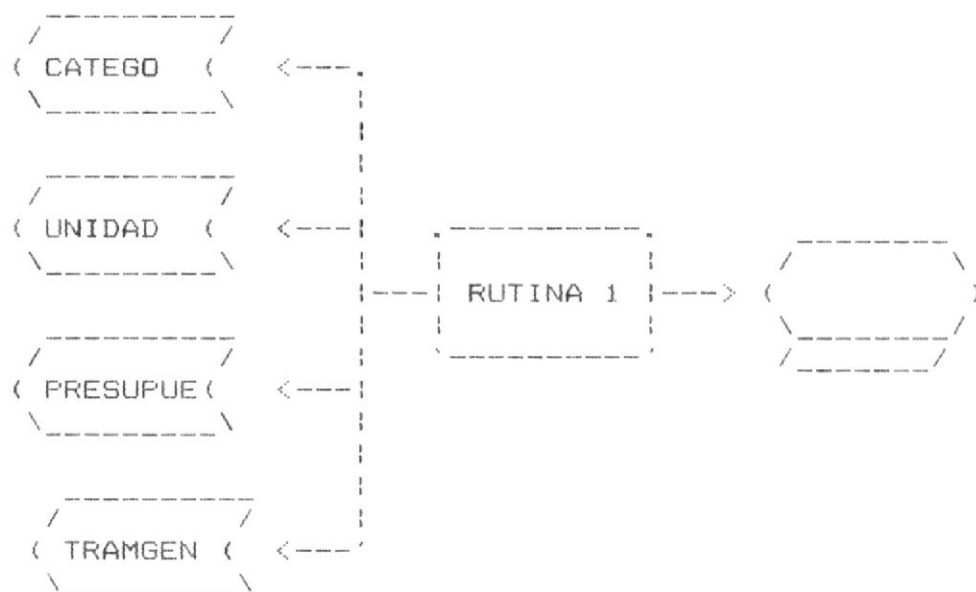 CATEGO
UNIDAD
RUTINA 1
PRESUPUE
TRAMGEN